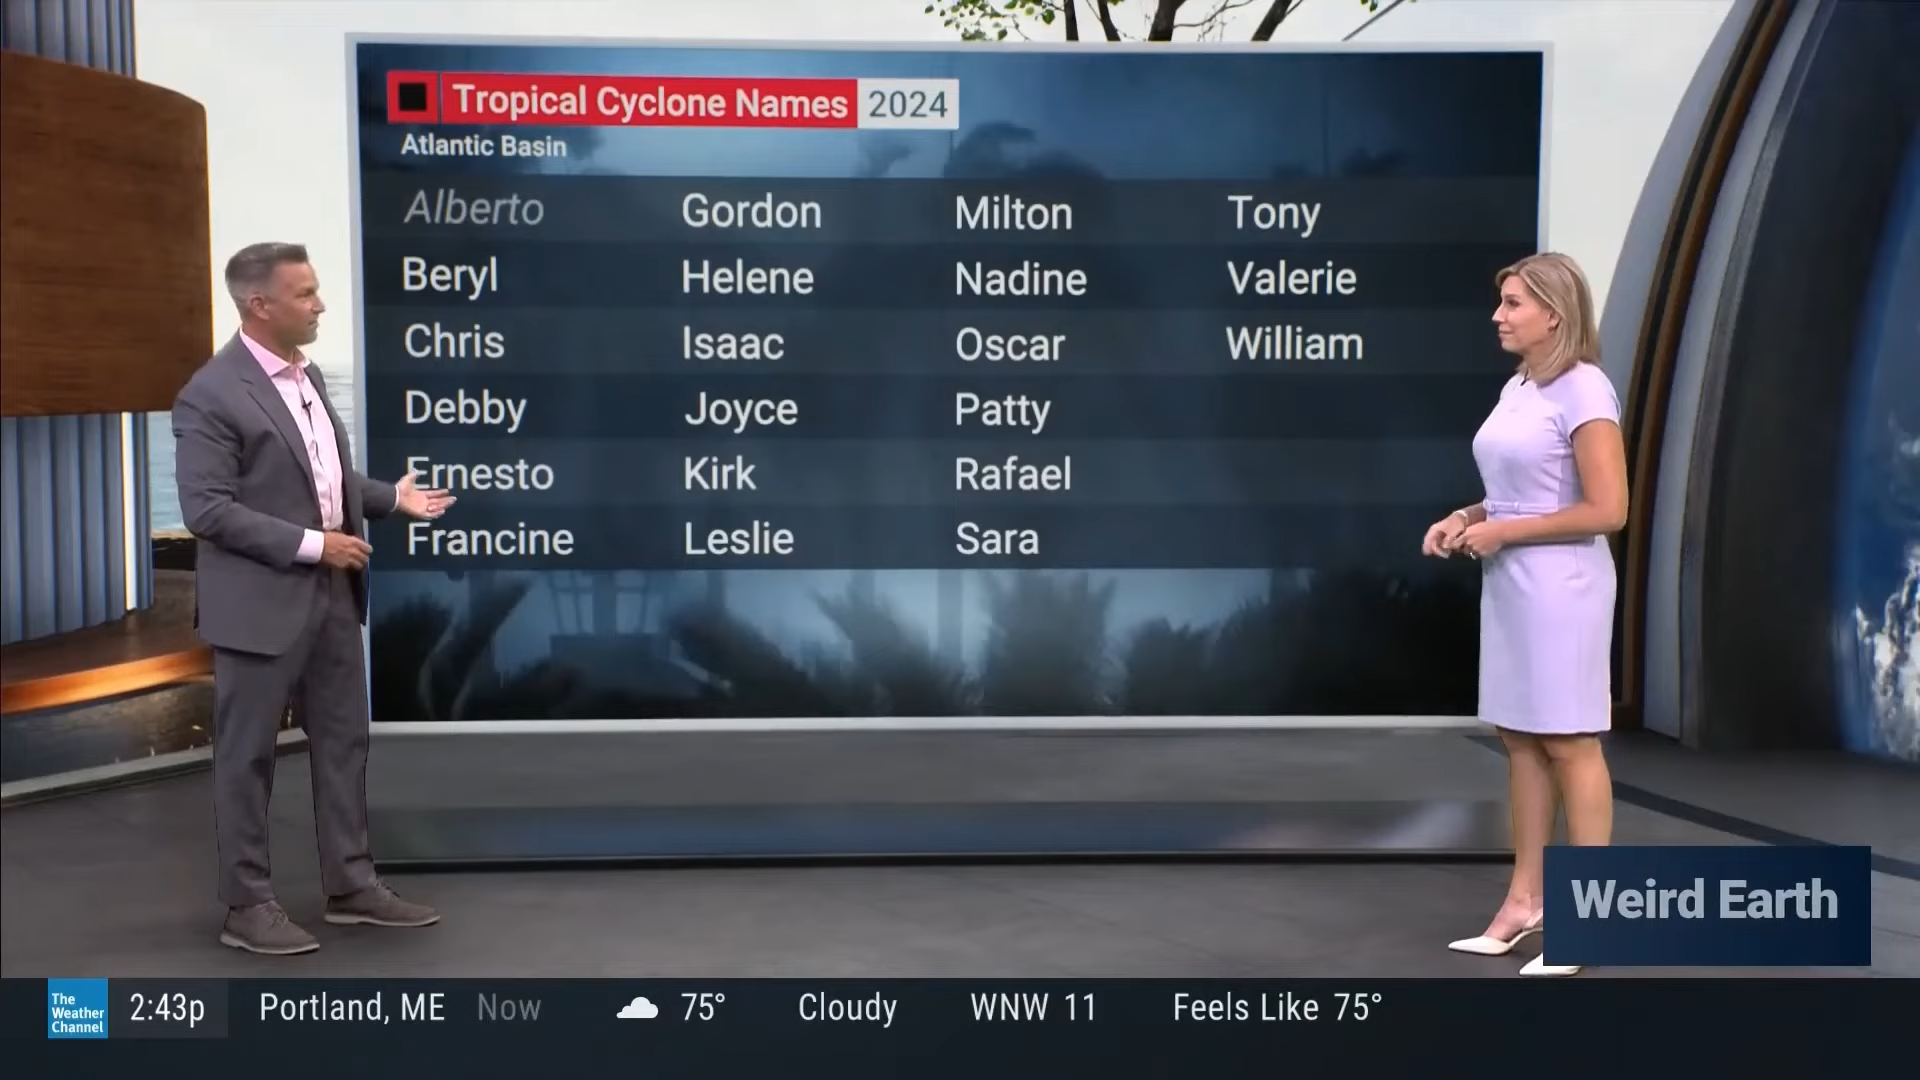 Tropical Cyclone Names 2024
Atlantic Basin
Alberto Gordon Milton Tony
Beryl Helene Nadine Valerie
Chris Isaac Oscar William
Debby Joyce Patty
Ernesto Kirk Rafael
Francine Leslie Sara
Weird Earth
The
Weather
Channel
2:43p Portland, ME Now 75° Cloudy WNW 11 Feels Like 75°